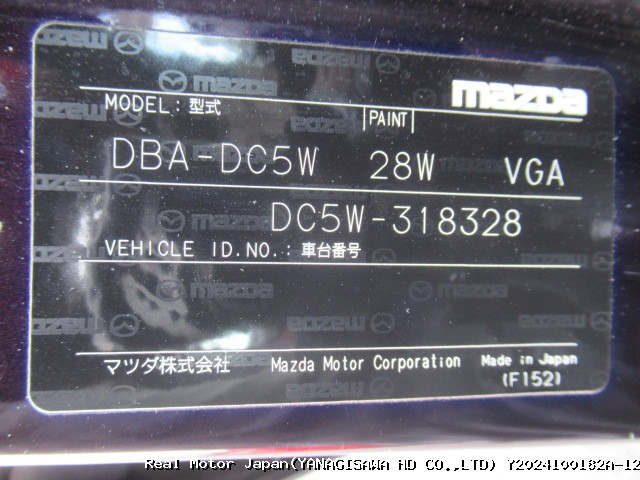 mazda
MODEL: 型式 PAINT
DBA-DC5W 28W VGA
DC5W-318328
VEHICLE ID.NO.: 車台番号
マツダ株式会社 Mazda Motor Corporation Made in Japan
(F152)
Real Motor Japan(YANAGISAWA HD CO.,LTD) Y2024100182A-12